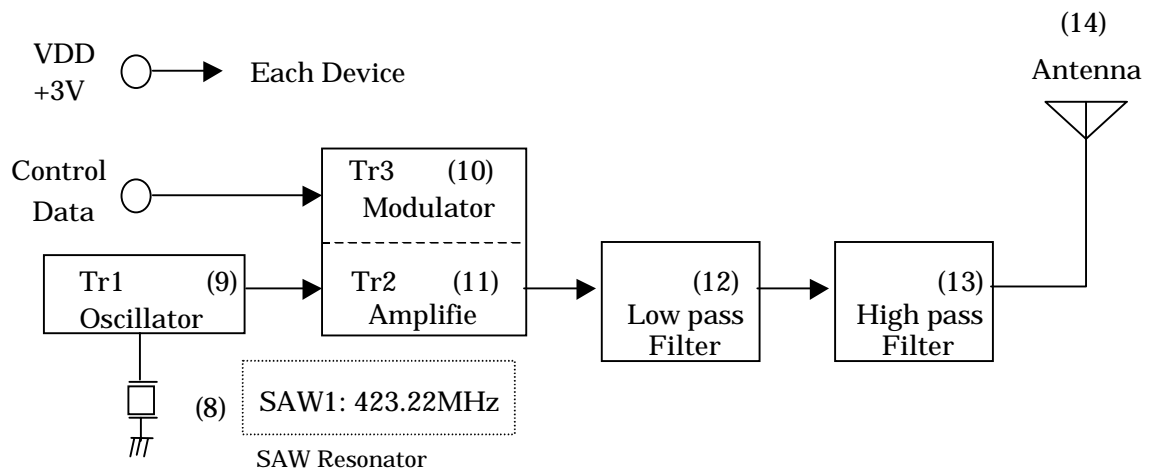 (14)
Antenna
VDD
+3V
Each Device
Control
Data
Tr3 (10)
Modulator
Tr1 (9)
Oscillator
Tr2 (11)
Amplifie
(12)
Low pass
Filter
(13)
High pass
Filter
(8)
SAW1: 423.22MHz
SAW Resonator